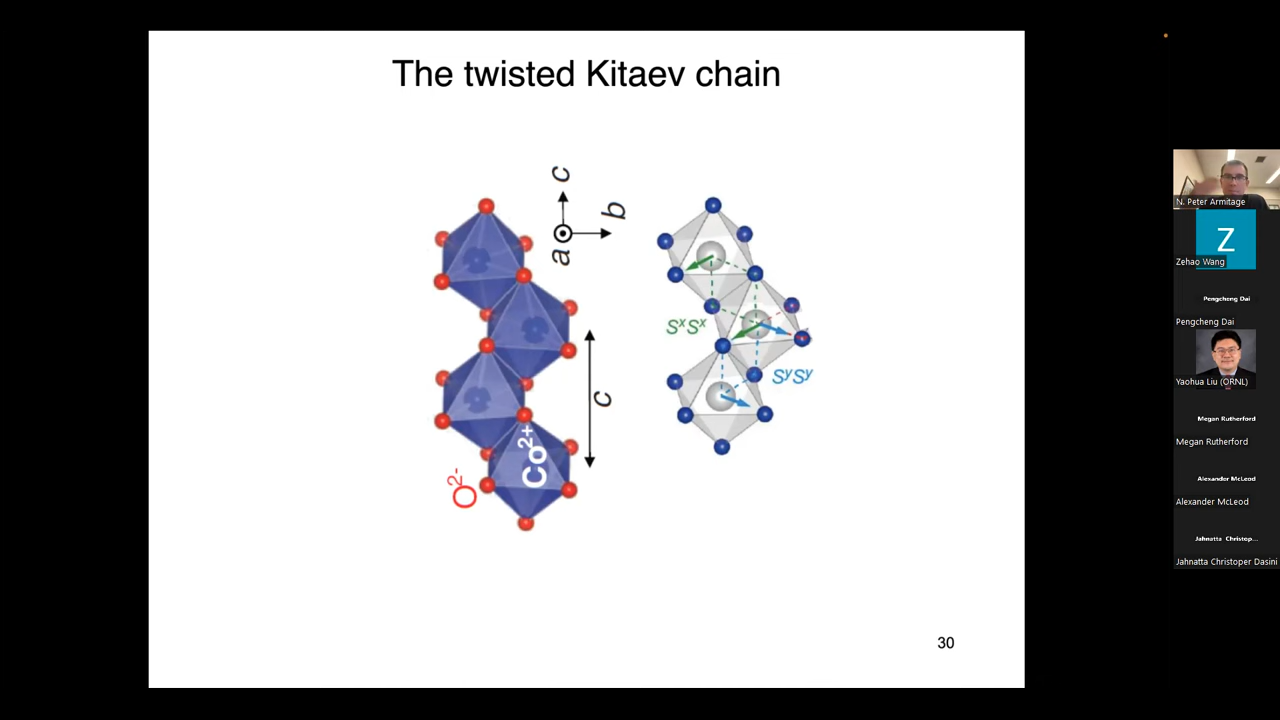 The twisted Kitaev chain
c
b
a
c
Co2+
O2-
SxSx
SySy
30
N. Peter Armitage
Z
Zehao Wang
Pengcheng Dai
Pengcheng Dai
Yaohua Liu (ORNL)
Megan Rutherford
Megan Rutherford
Alexander McLeod
Alexander McLeod
Jahnatta Christop...
Jahnatta Christoper Dasini